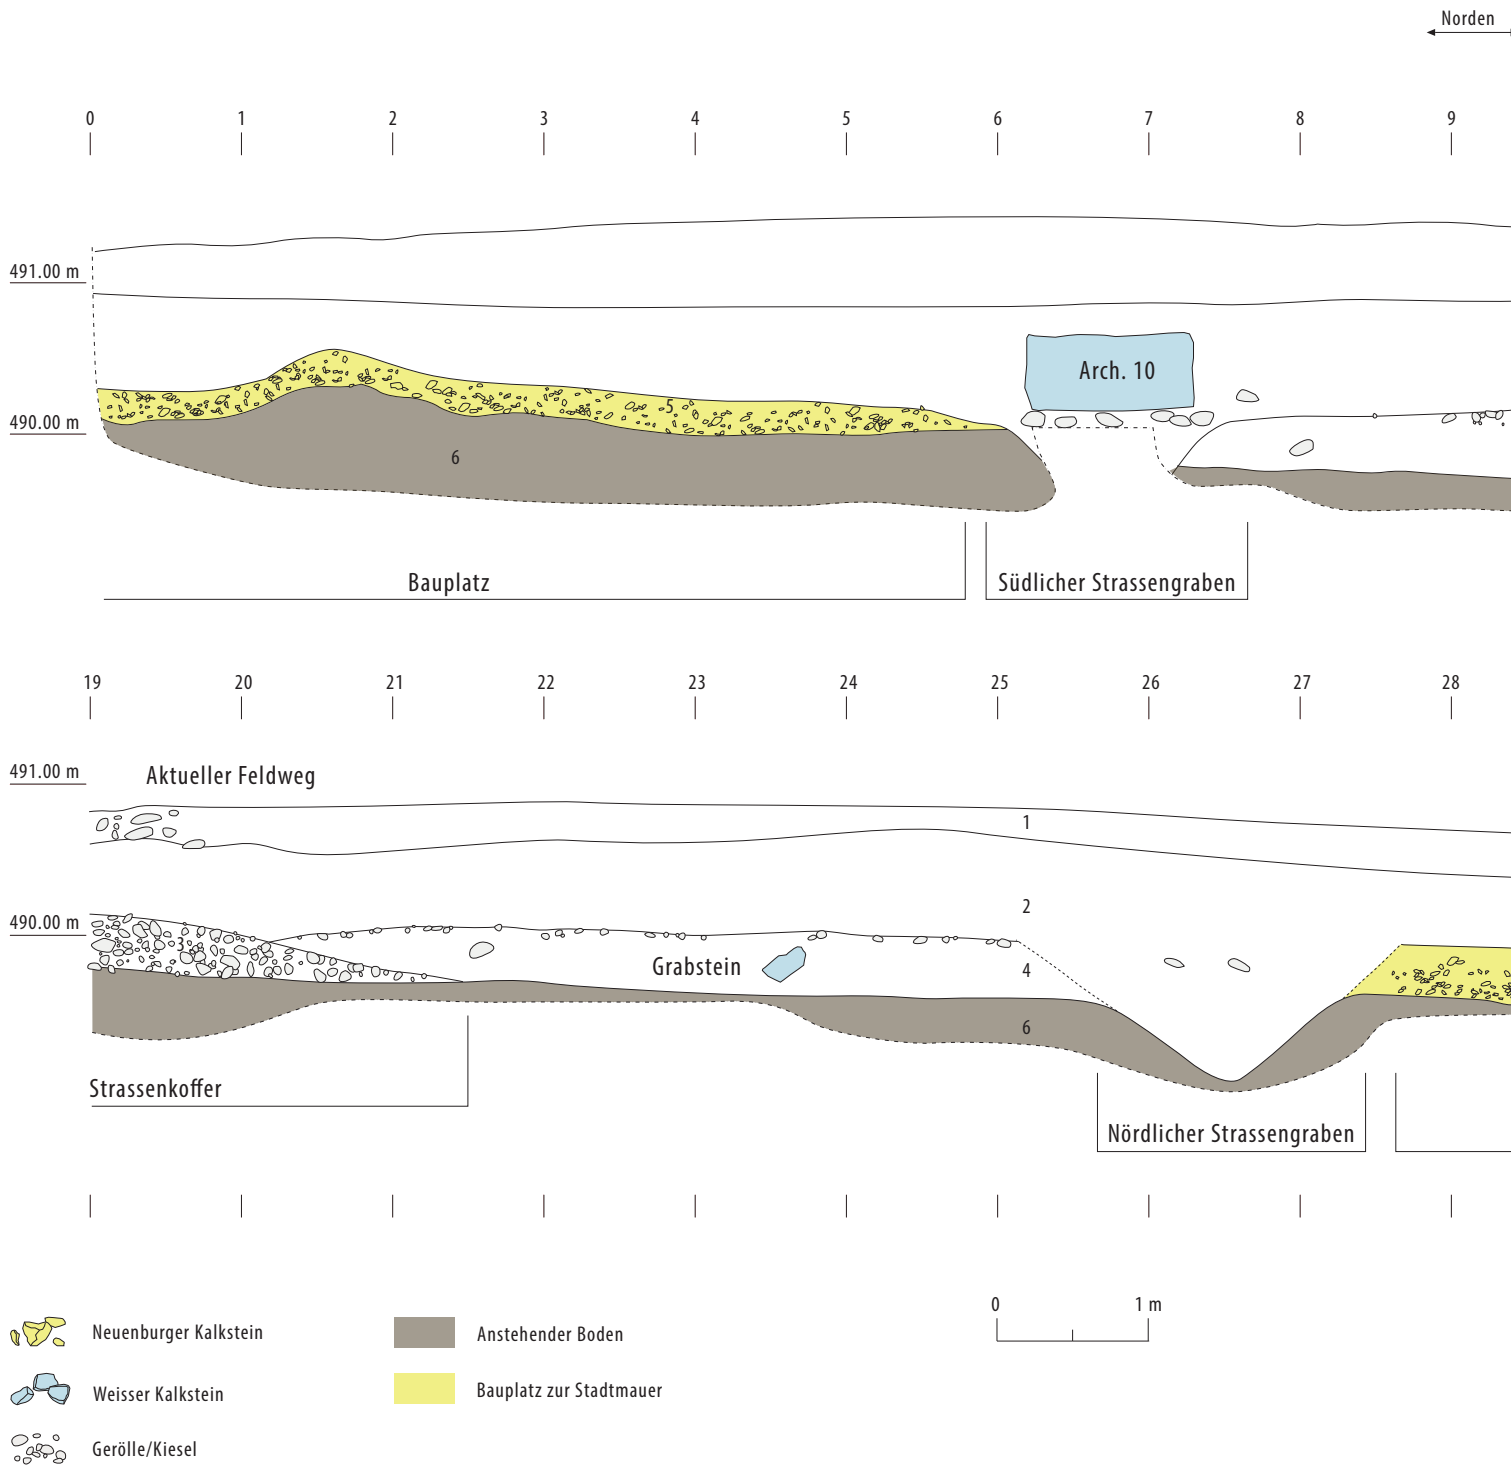 Norden
0 1 2 3 4 5 6 7 8 9
491.00 m
Arch. 10
5
490.00 m
6
Bauplatz
Südlicher Strassengraben
19 20 21 22 23 24 25 26 27 28
491.00 m
Aktueller Feldweg
1
2
490.00 m
3
Grabstein
4
6
Strassenkoffer
Nördlicher Strassengraben
0 1 m
Neuenburger Kalkstein
Anstehender Boden
Weisser Kalkstein
Bauplatz zur Stadtmauer
Gerölle/Kiesel